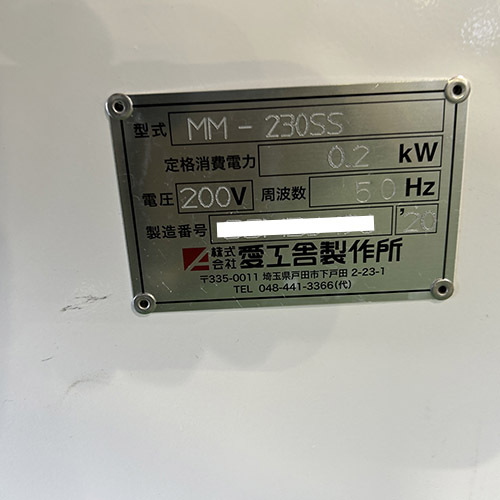 型式 MM-230SS
定格消費電力 0.2 kW
電圧 200V 周波数 50 Hz
製造番号 '20
株式会社 愛工舎製作所
〒335-0011 埼玉県戸田市下戸田 2-23-1
TEL 048-441-3366(代)